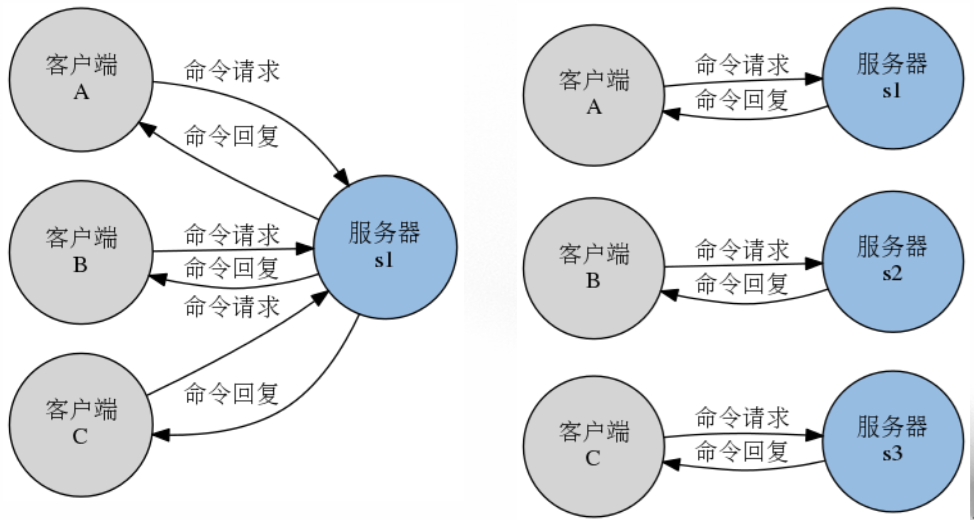 客户端
A
命令请求
命令回复
客户端
B
命令请求
命令回复
服务器
s1
客户端
C
命令请求
命令回复
客户端
A
命令请求
命令回复
服务器
s1
客户端
B
命令请求
命令回复
服务器
s2
客户端
C
命令请求
命令回复
服务器
s3